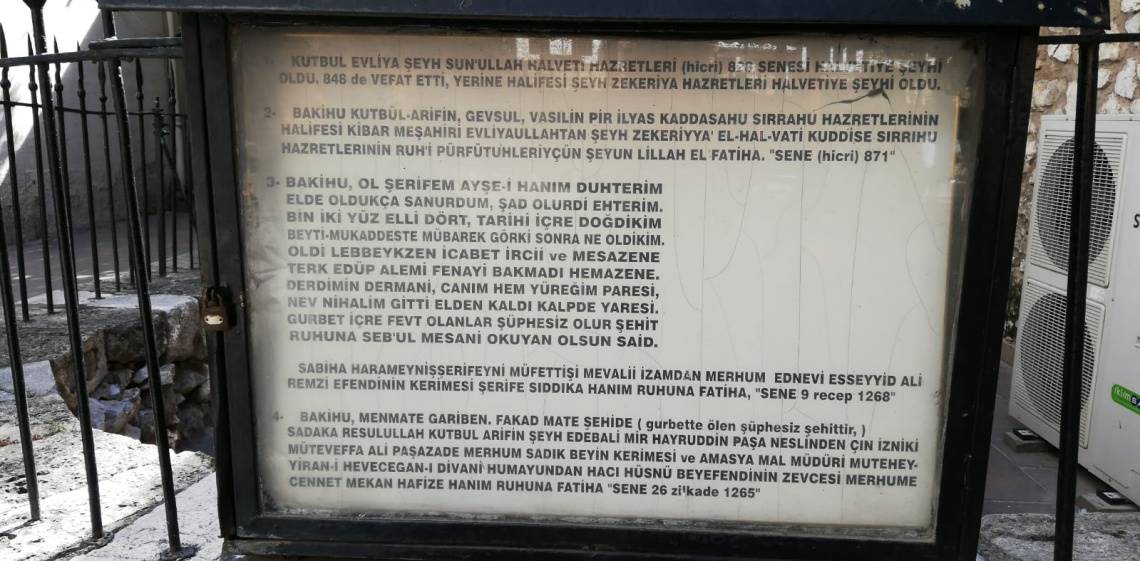 KUTBUL EVLİYA ŞEYH SUN'ULLAH HALVETİ HAZRETLERİ (hicri) 826 SENESİ HALVETİYE ŞEYHİ
OLDU. 848 de VEFAT ETTİ, YERİNE HALİFESİ ŞEYH ZEKERİYA HAZRETLERİ HALVETİYE ŞEYHİ OLDU.
2- BAKİHU KUTBÜL-ARİFİN, GEVSUL, VASILIN PİR İLYAS KADDASAHU SIRRAHU HAZRETLERİNİN
HALİFESİ KİBAR MEŞAHİRİ EVLİYAULLAHTAN ŞEYH ZEKERİYYA' EL-HAL-VATİ KUDDİSE SIRRIHU
HAZRETLERİNİN RUH'İ PÜRFÜTUHLERİYÇÜN ŞEYUN LİLLAH EL FATİHA. "SENE (hicri) 871"
3- BAKİHU, OL ŞERİFEM AYŞE-İ HANIM DUHTERİM
ELDE OLDUKÇA SANURDUM, ŞAD OLURDİ EHTERİM.
BİN İKİ YÜZ ELLİ DÖRT, TARİHİ İÇRE DOĞDİKİM
BEYTİ-MUKADDESTE MÜBAREK GÖRKİ SONRA NE OLDİKİM.
OLDİ LEBBEYKZEN İCABET İRCİİ ve MESAZENE
TERK EDÜP ALEMİ FENAYİ BAKMADI HEMAZENE.
DERDİMİN DERMANİ, CANIM HEM YÜREĞİM PARESİ,
NEV NİHALİM GİTTİ ELDEN KALDI KALPDE YARESİ.
GURBET İÇRE FEVT OLANLAR ŞÜPHESİZ OLUR ŞEHİT
RUHUNA SEB'UL MESANİ OKUYAN OLSUN SAİD.
SABİHA HARAMEYNİŞŞERİFEYNİ MÜFETTİŞİ MEVALİİ İZAMDAN MERHUM EDNEVİ ESSEYYİD ALİ
REMZİ EFENDİNİN KERİMESİ ŞERİFE SIDDIKA HANIM RUHUNA FATİHA, "SENE 9 recep 1268"
4- BAKİHU, MENMATE GARİBEN. FAKAD MATE ŞEHİDE ( gurbette ölen şüphesiz şehittir, )
SADAKA RESULULLAH KUTBUL ARİFİN ŞEYH EDEBALİ MİR HAYRUDDİN PAŞA NESLİNDEN ÇIN İZNİKİ
MÜTEVEFFA ALİ PAŞAZADE MERHUM SADIK BEYİN KERİMESİ ve AMASYA MAL MÜDÜRİ MUTEHEY-
YİRAN-İ HEVECEGAN-I DİVANİ HUMAYUNDAN HACI HÜSNÜ BEYEFENDİNİN ZEVCESİ MERHUME
CENNET MEKAN HAFİZE HANIM RUHUNA FATİHA "SENE 26 zilkade 1265"